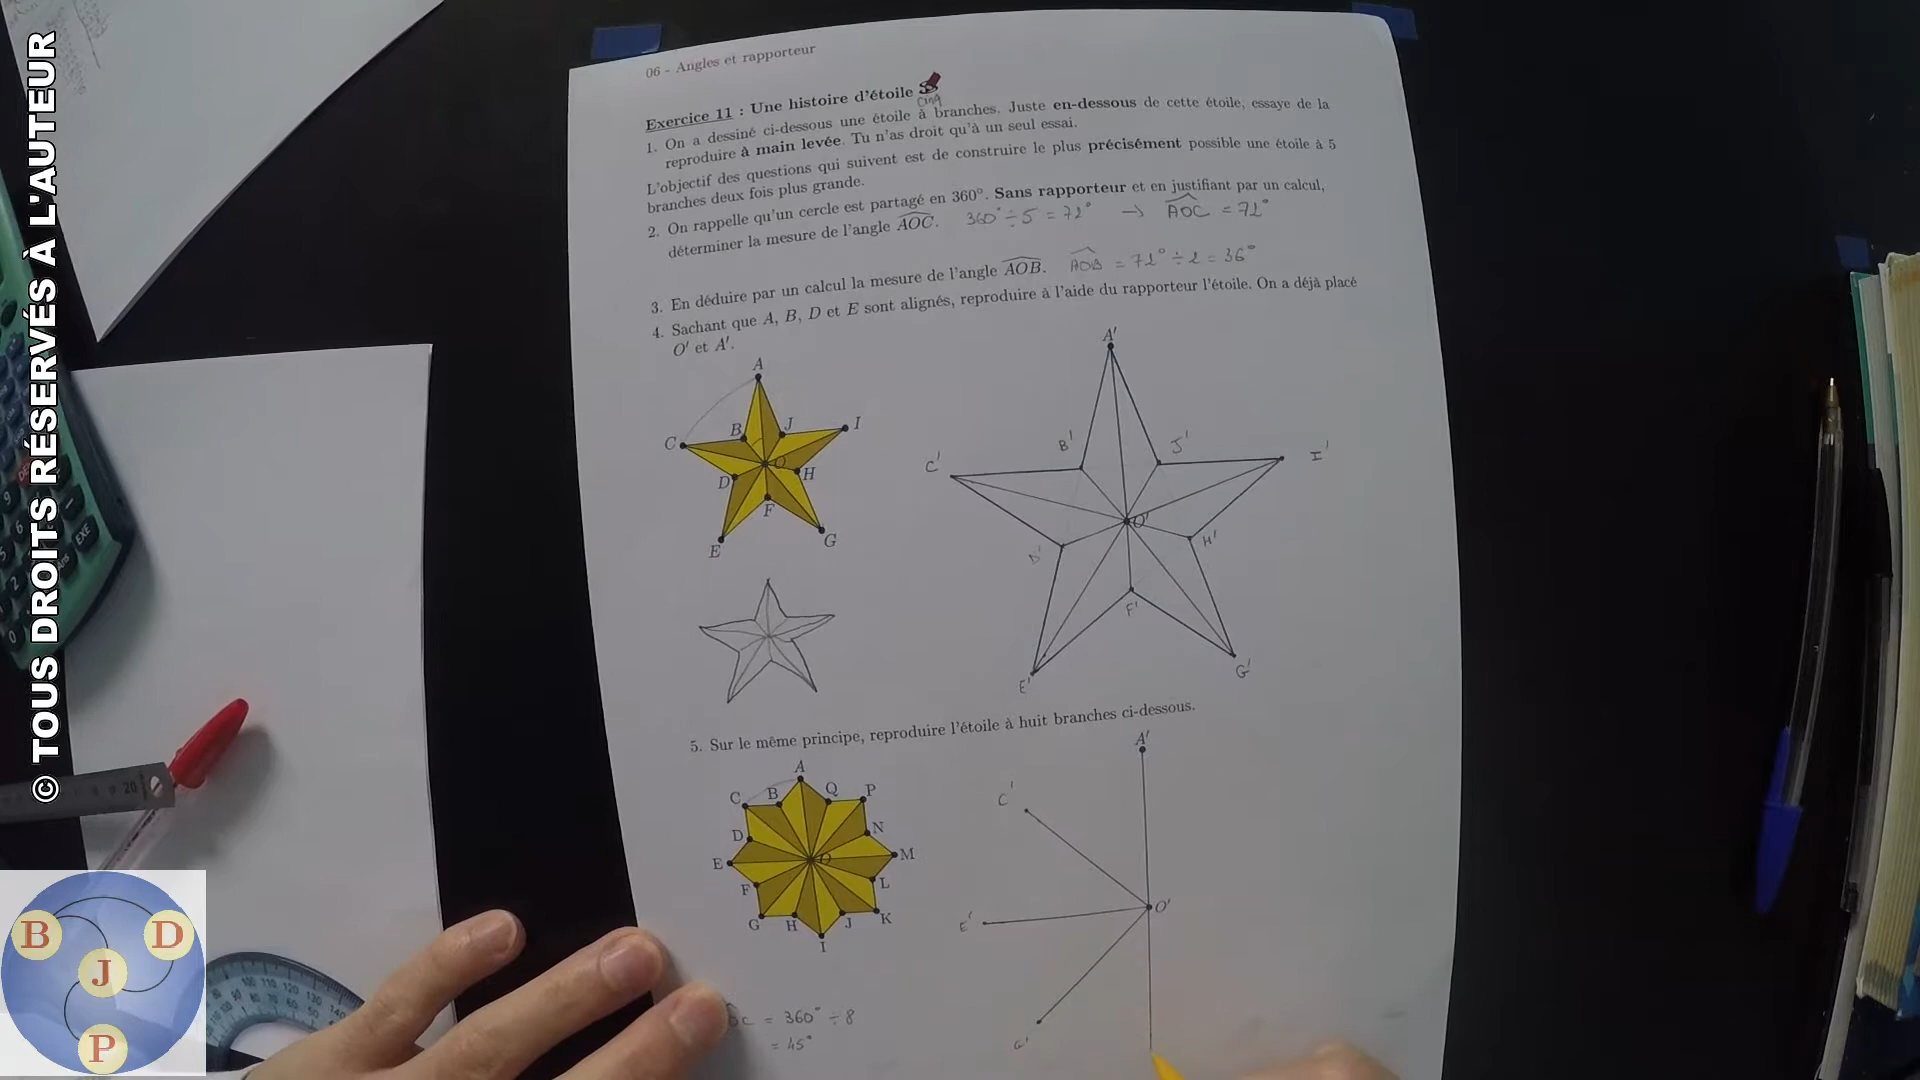 © TOUS DROITS RÉSERVÉS À L'AUTEUR
06 - Angles et rapporteur
Exercice 11 : Une histoire d'étoile
cinq
1. On a dessiné ci-dessous une étoile à branches. Juste en-dessous de cette étoile, essaye de la
reproduire à main levée. Tu n'as droit qu'à un seul essai.
L'objectif des questions qui suivent est de construire le plus précisément possible une étoile à 5
branches deux fois plus grande.
2. On rappelle qu'un cercle est partagé en 360°. Sans rapporteur et en justifiant par un calcul,
déterminer la mesure de l'angle AOC. 360° ÷ 5 = 72° → AOC = 72°
3. En déduire par un calcul la mesure de l'angle AOB. AOB = 72° ÷ 2 = 36°
4. Sachant que A, B, D et E sont alignés, reproduire à l'aide du rapporteur l'étoile. On a déjà placé
O' et A'.
A
B
J
I
C
O
D
H
F
E
G
A'
B'
J'
I'
C'
O'
D'
H'
F'
E'
G'
5. Sur le même principe, reproduire l'étoile à huit branches ci-dessous.
A
C
B
Q
P
D
N
E
O
M
F
L
G
H
J
K
I
A'
C'
O'
E'
G'
OC = 360° ÷ 8
= 45°
B
D
J
P
EXE
20